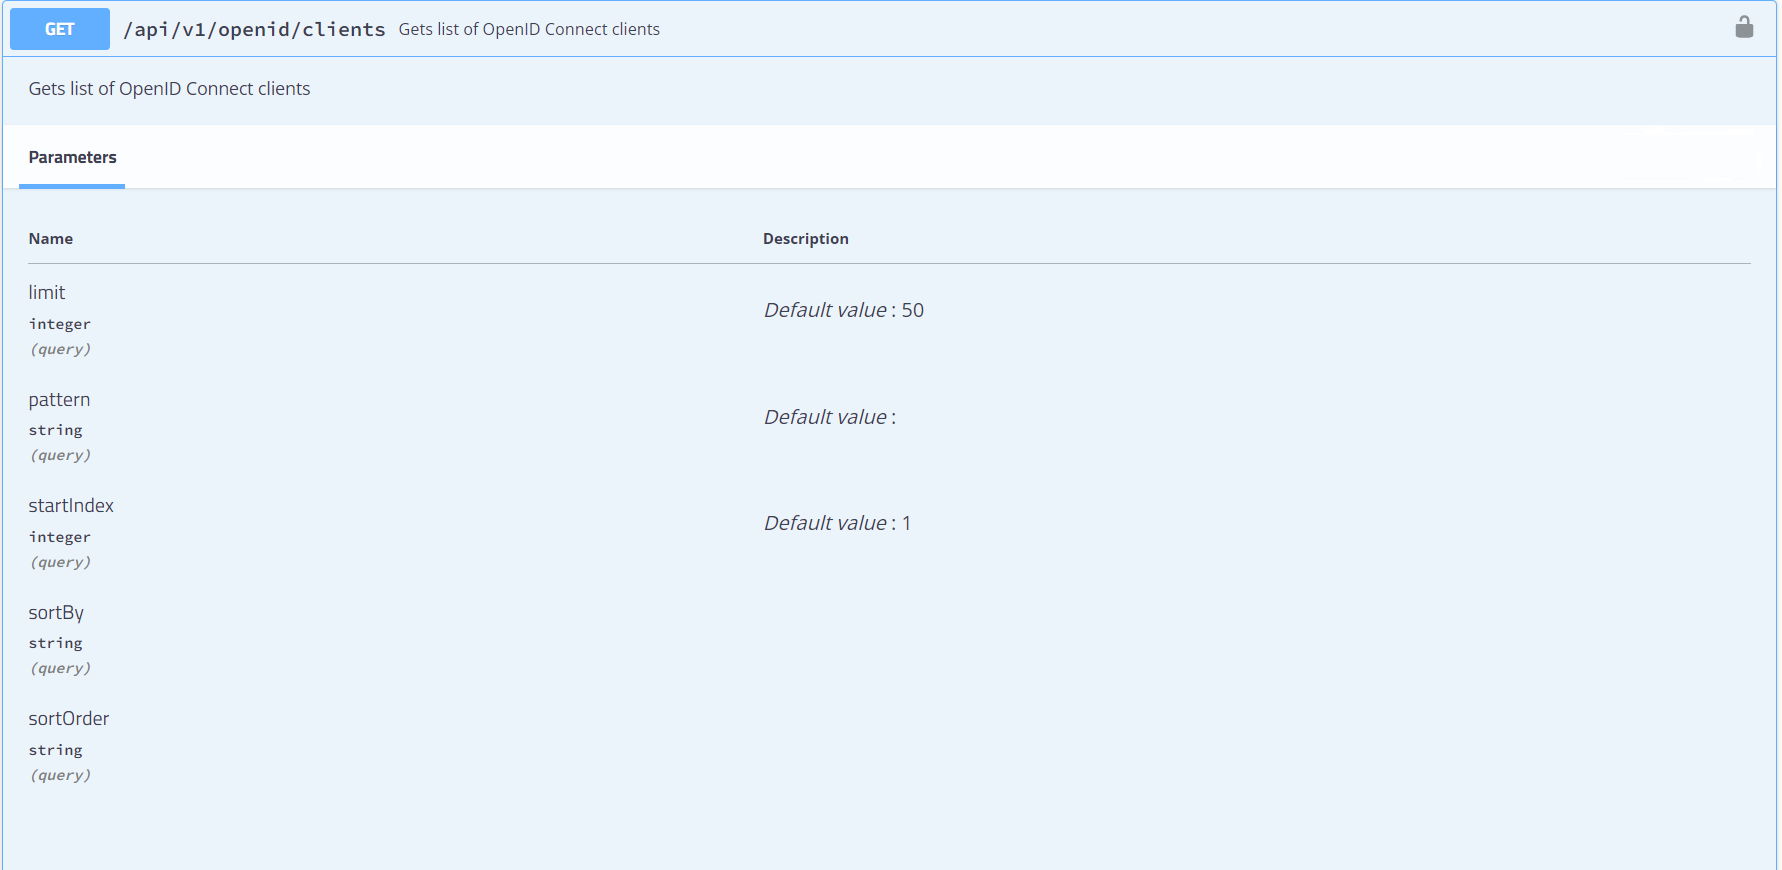 GET /api/v1/openid/clients Gets list of OpenID Connect clients
Gets list of OpenID Connect clients
Parameters
Name Description
limit
integer
(query)
Default value : 50
pattern
string
(query)
Default value :
startIndex
integer
(query)
Default value : 1
sortBy
string
(query)
sortOrder
string
(query)